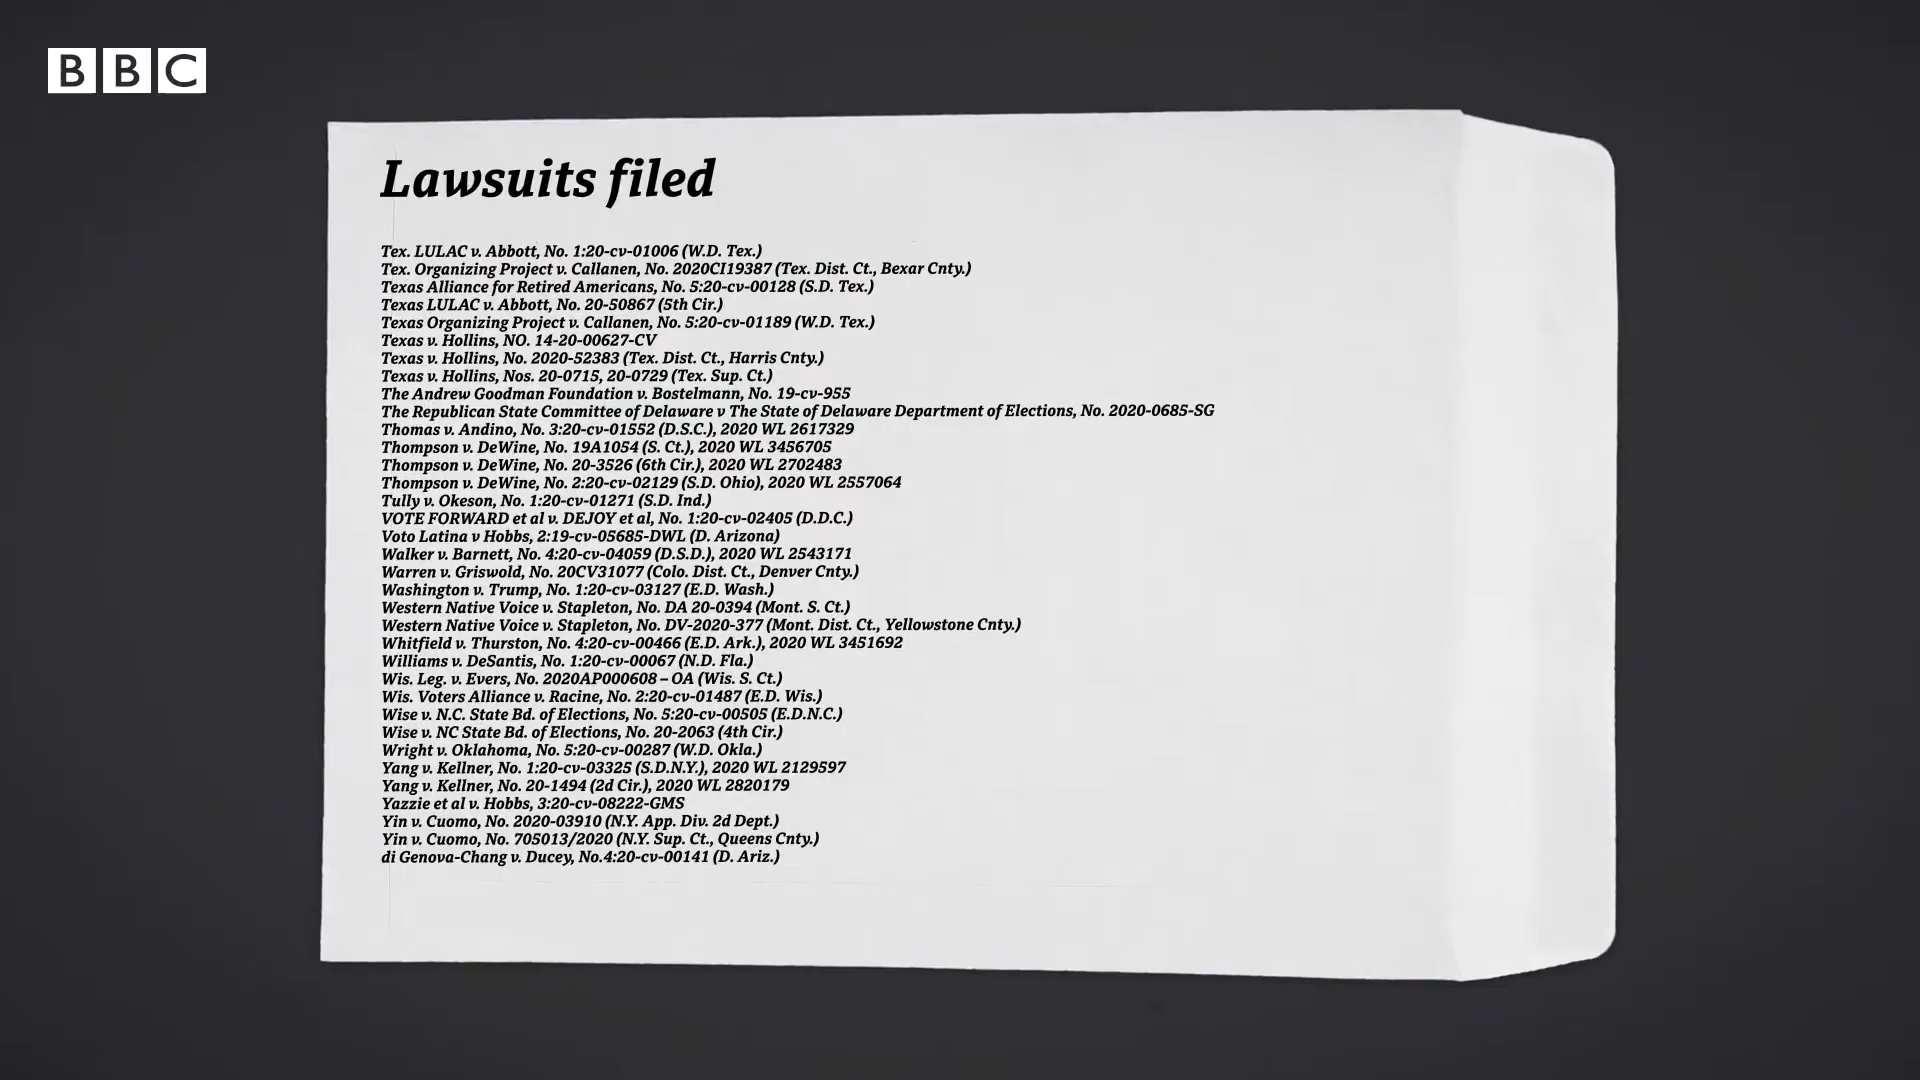 BBC
Lawsuits filed
Tex. LULAC v. Abbott, No. 1:20-cv-01006 (W.D. Tex.)
Tex. Organizing Project v. Callanen, No. 2020CI19387 (Tex. Dist. Ct., Bexar Cnty.)
Texas Alliance for Retired Americans, No. 5:20-cv-00128 (S.D. Tex.)
Texas LULAC v. Abbott, No. 20-50867 (5th Cir.)
Texas Organizing Project v. Callanen, No. 5:20-cv-01189 (W.D. Tex.)
Texas v. Hollins, NO. 14-20-00627-CV
Texas v. Hollins, No. 2020-52383 (Tex. Dist. Ct., Harris Cnty.)
Texas v. Hollins, Nos. 20-0715, 20-0729 (Tex. Sup. Ct.)
The Andrew Goodman Foundation v. Bostelmann, No. 19-cv-955
The Republican State Committee of Delaware v The State of Delaware Department of Elections, No. 2020-0685-SG
Thomas v. Andino, No. 3:20-cv-01552 (D.S.C.), 2020 WL 2617329
Thompson v. DeWine, No. 19A1054 (S. Ct.), 2020 WL 3456705
Thompson v. DeWine, No. 20-3526 (6th Cir.), 2020 WL 2702483
Thompson v. DeWine, No. 2:20-cv-02129 (S.D. Ohio), 2020 WL 2557064
Tully v. Okeson, No. 1:20-cv-01271 (S.D. Ind.)
VOTE FORWARD et al v. DEJOY et al, No. 1:20-cv-02405 (D.D.C.)
Voto Latina v Hobbs, 2:19-cv-05685-DWL (D. Arizona)
Walker v. Barnett, No. 4:20-cv-04059 (D.S.D.), 2020 WL 2543171
Warren v. Griswold, No. 20CV31077 (Colo. Dist. Ct., Denver Cnty.)
Washington v. Trump, No. 1:20-cv-03127 (E.D. Wash.)
Western Native Voice v. Stapleton, No. DA 20-0394 (Mont. S. Ct.)
Western Native Voice v. Stapleton, No. DV-2020-377 (Mont. Dist. Ct., Yellowstone Cnty.)
Whitfield v. Thurston, No. 4:20-cv-00466 (E.D. Ark.), 2020 WL 3451692
Williams v. DeSantis, No. 1:20-cv-00067 (N.D. Fla.)
Wis. Leg. v. Evers, No. 2020AP000608 – OA (Wis. S. Ct.)
Wis. Voters Alliance v. Racine, No. 2:20-cv-01487 (E.D. Wis.)
Wise v. N.C. State Bd. of Elections, No. 5:20-cv-00505 (E.D.N.C.)
Wise v. NC State Bd. of Elections, No. 20-2063 (4th Cir.)
Wright v. Oklahoma, No. 5:20-cv-00287 (W.D. Okla.)
Yang v. Kellner, No. 1:20-cv-03325 (S.D.N.Y.), 2020 WL 2129597
Yang v. Kellner, No. 20-1494 (2d Cir.), 2020 WL 2820179
Yazzie et al v. Hobbs, 3:20-cv-08222-GMS
Yin v. Cuomo, No. 2020-03910 (N.Y. App. Div. 2d Dept.)
Yin v. Cuomo, No. 705013/2020 (N.Y. Sup. Ct., Queens Cnty.)
di Genova-Chang v. Ducey, No.4:20-cv-00141 (D. Ariz.)